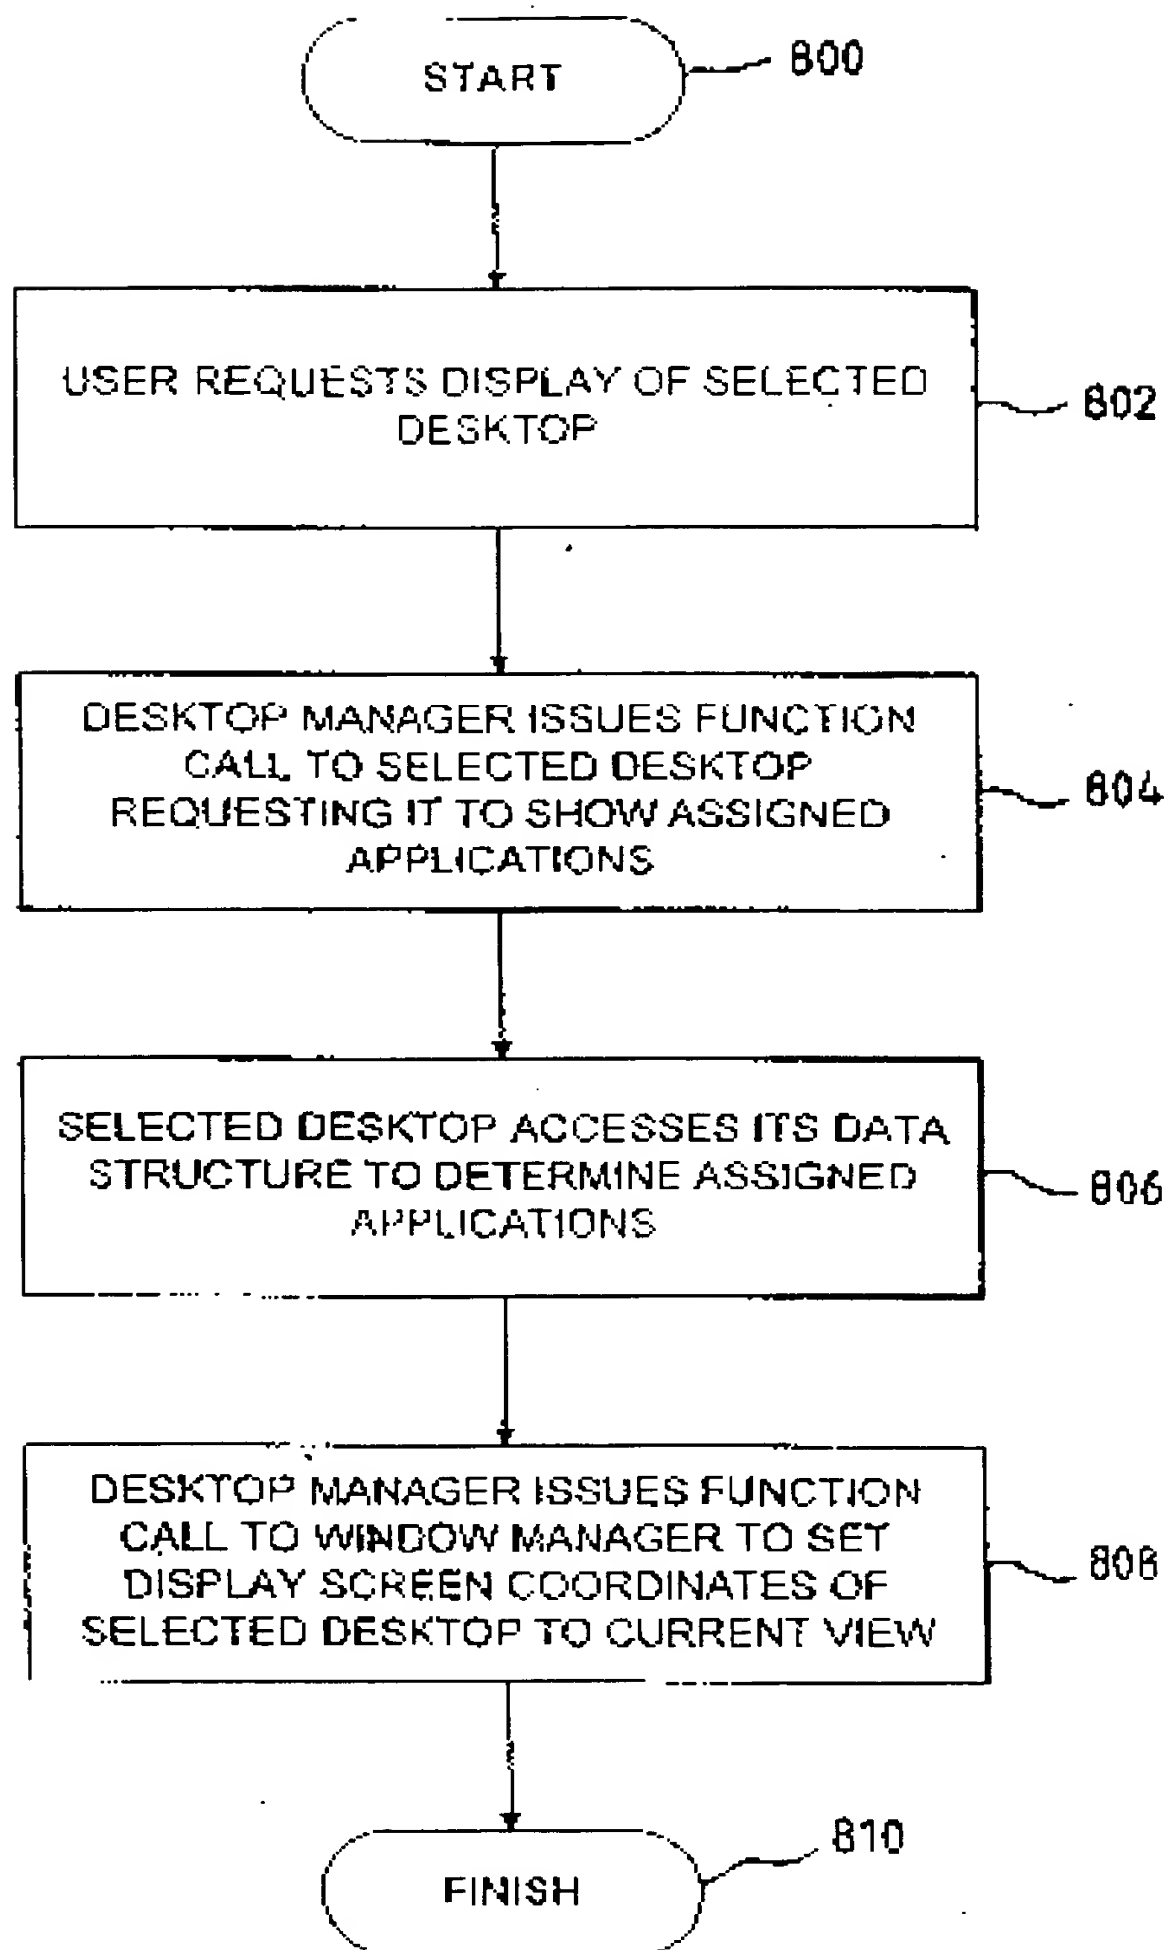 START
800
USER REQUESTS DISPLAY OF SELECTED
DESKTOP
802
DESKTOP MANAGER ISSUES FUNCTION
CALL TO SELECTED DESKTOP
REQUESTING IT TO SHOW ASSIGNED
APPLICATIONS
804
SELECTED DESKTOP ACCESSES ITS DATA
STRUCTURE TO DETERMINE ASSIGNED
APPLICATIONS
806
DESKTOP MANAGER ISSUES FUNCTION
CALL TO WINDOW MANAGER TO SET
DISPLAY SCREEN COORDINATES OF
SELECTED DESKTOP TO CURRENT VIEW
808
FINISH
810